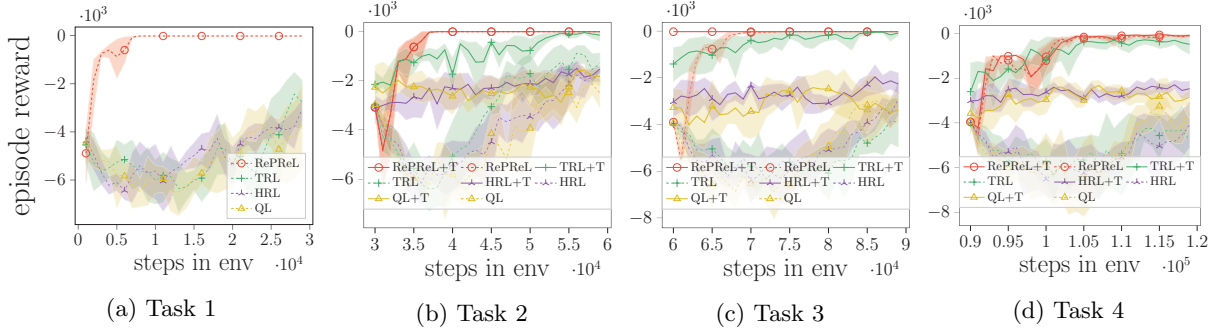 episode reward
·10³
0
−2
−4
−6
0
0.5
1
1.5
2
2.5
steps in env
·10⁴
RePReL
TRL
HRL
QL
(a) Task 1
·10³
0
−2
−4
−6
3
3.5
4
4.5
5
5.5
steps in env
·10⁴
RePReL+T RePReL TRL+T
TRL HRL+T HRL
QL+T QL
(b) Task 2
·10³
0
−2
−4
−6
−8
6
6.5
7
7.5
8
8.5
9
steps in env
·10⁴
RePReL+T RePReL TRL+T
TRL HRL+T HRL
QL+T QL
(c) Task 3
·10³
0
−2
−4
−6
−8
0.9
0.95
1
1.05
1.1
1.15
1.2
steps in env
·10⁵
RePReL+T RePReL TRL+T
TRL HRL+T HRL
QL+T QL
(d) Task 4